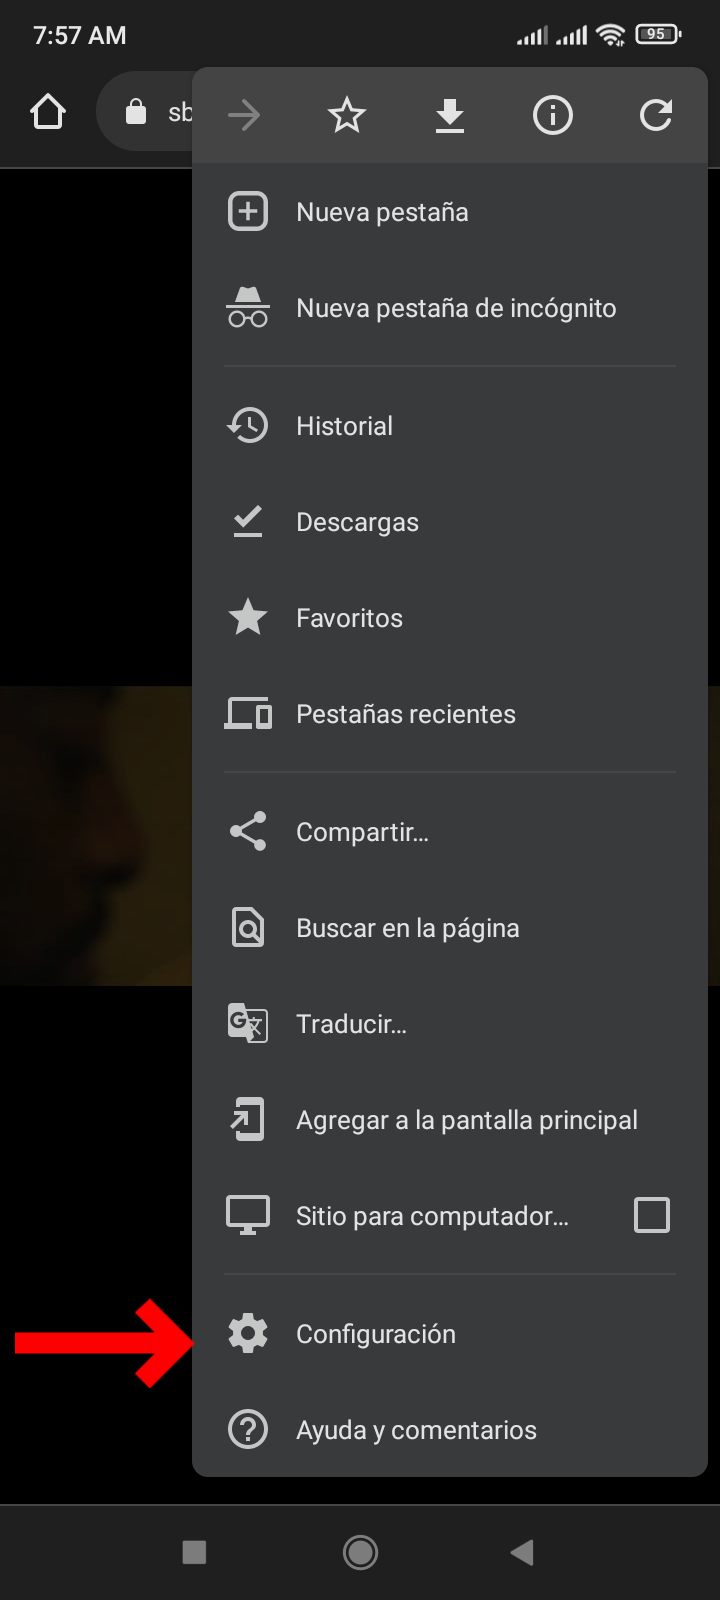 7:57 AM
95
sb
Nueva pestaña
Nueva pestaña de incógnito
Historial
Descargas
Favoritos
Pestañas recientes
Compartir...
Buscar en la página
Traducir...
Agregar a la pantalla principal
Sitio para computador...
Configuración
Ayuda y comentarios